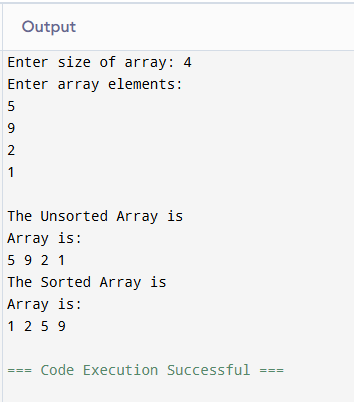 Output
Enter size of array: 4
Enter array elements:
5
9
2
1
The Unsorted Array is
Array is:
5 9 2 1
The Sorted Array is
Array is:
1 2 5 9
=== Code Execution Successful ===